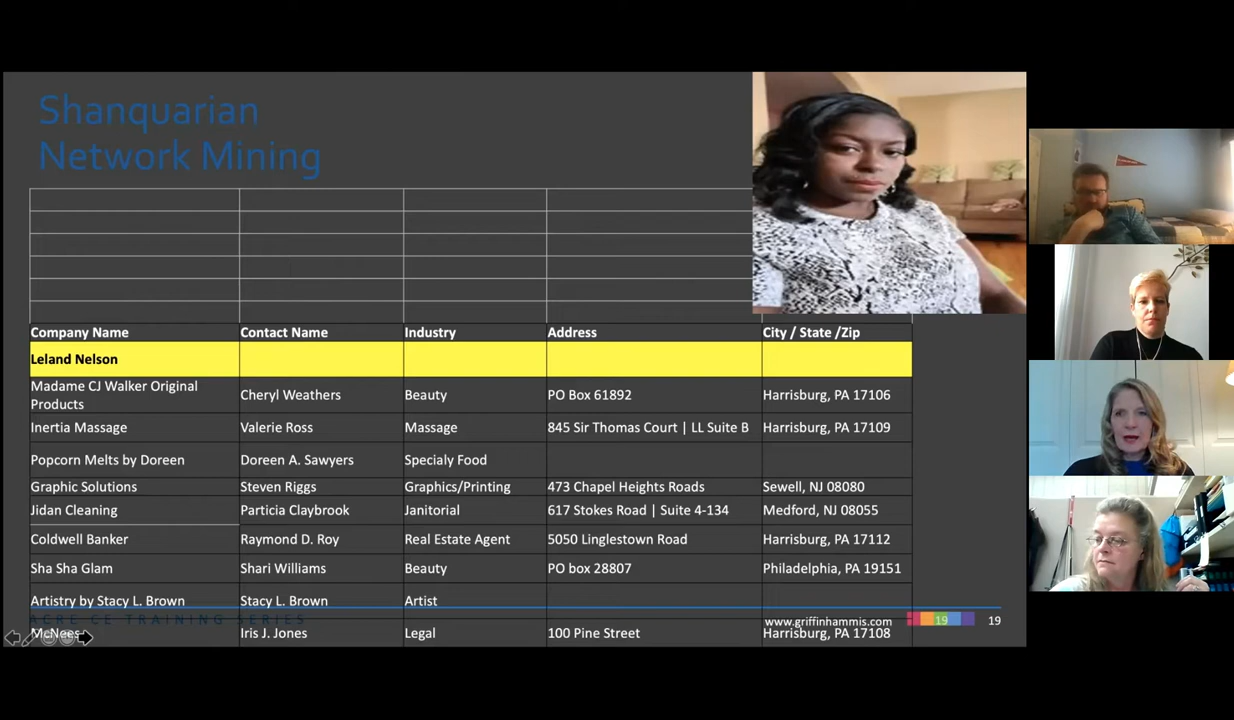 Shanquarian
Network Mining
Company Name Contact Name Industry Address City / State /Zip
Leland Nelson
Madame CJ Walker Original
Products Cheryl Weathers Beauty PO Box 61892 Harrisburg, PA 17106
Inertia Massage Valerie Ross Massage 845 Sir Thomas Court | LL Suite B Harrisburg, PA 17109
Popcorn Melts by Doreen Doreen A. Sawyers Specialy Food
Graphic Solutions Steven Riggs Graphics/Printing 473 Chapel Heights Roads Sewell, NJ 08080
Jidan Cleaning Particia Claybrook Janitorial 617 Stokes Road | Suite 4-134 Medford, NJ 08055
Coldwell Banker Raymond D. Roy Real Estate Agent 5050 Linglestown Road Harrisburg, PA 17112
Sha Sha Glam Shari Williams Beauty PO box 28807 Philadelphia, PA 19151
Artistry by Stacy L. Brown Stacy L. Brown Artist
ACRE CE TRAINING SERIES www.griffinhammis.com 19 19
McNees Iris J. Jones Legal 100 Pine Street Harrisburg, PA 17108